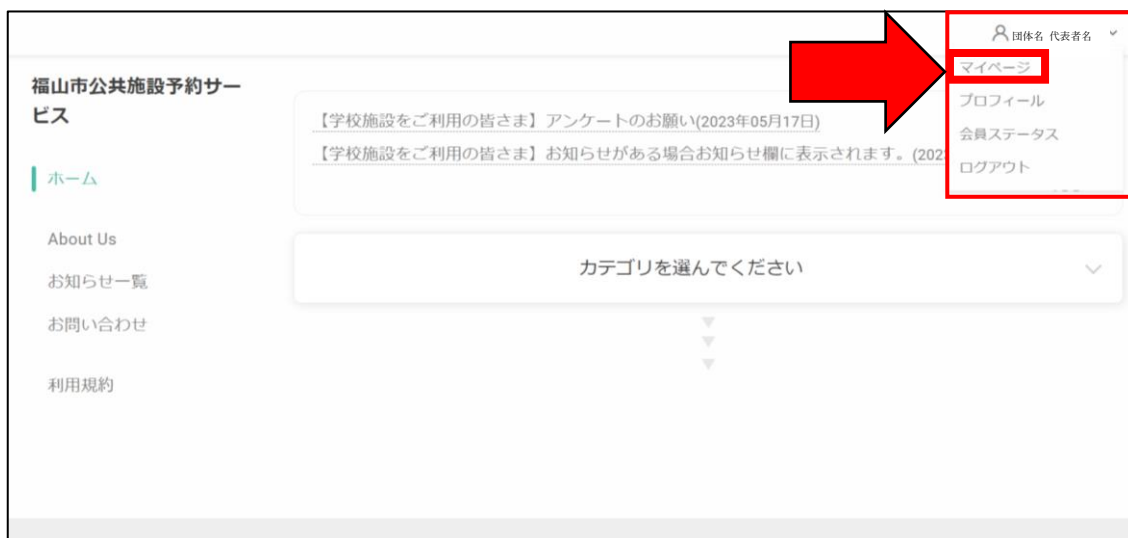 団体名 代表者名
マイページ
プロフィール
会員ステータス
ログアウト
福山市公共施設予約サー
ビス
ホーム
About Us
お知らせ一覧
お問い合わせ
利用規約
【学校施設をご利用の皆さま】アンケートのお願い(2023年05月17日)
【学校施設をご利用の皆さま】お知らせがある場合お知らせ欄に表示されます。(202
カテゴリを選んでください